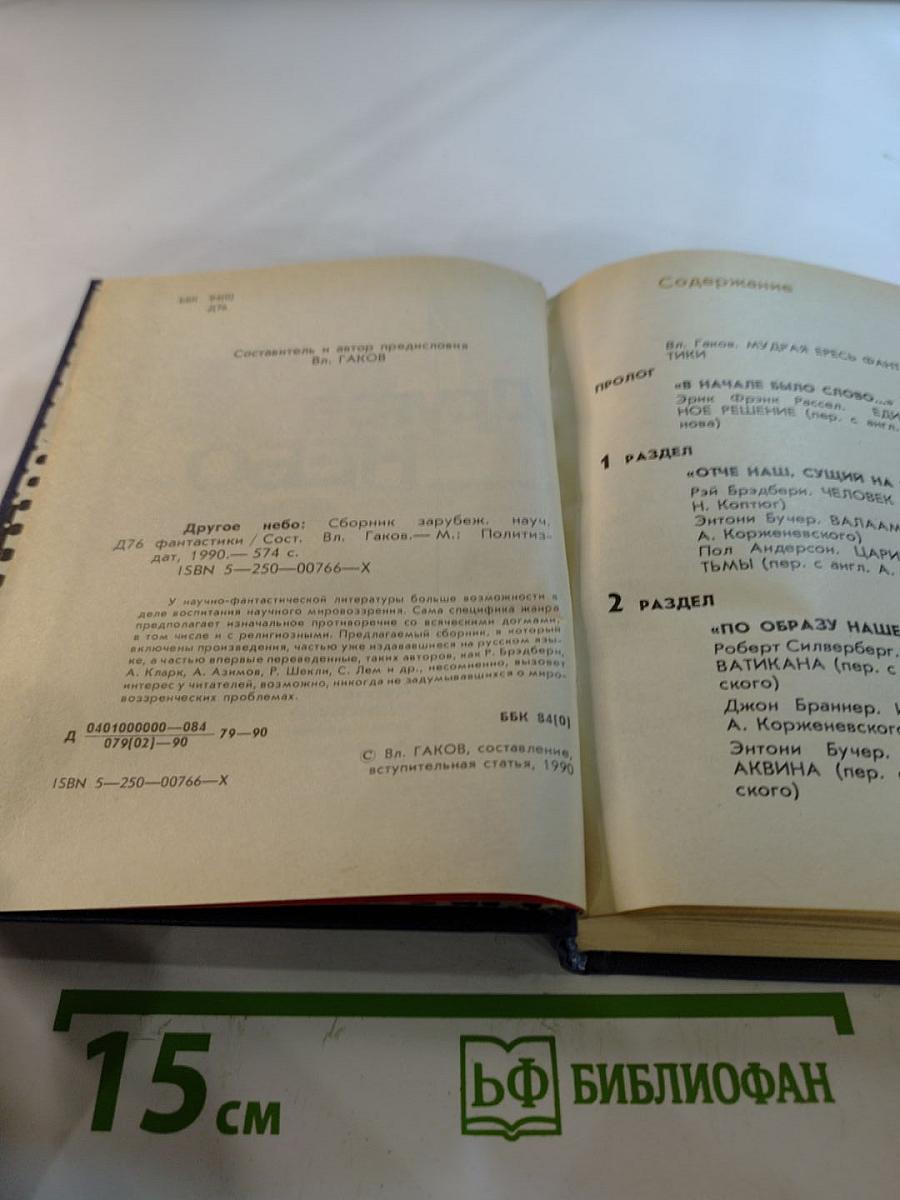 ББК 84(0)
Д76
Составитель и автор предисловия
Вл. ГАКОВ
Другое небо: Сборник зарубеж. науч.
Д76 фантастики / Сост. Вл. Гаков.— М.: Политиз-
дат, 1990.— 574 с.
ISBN 5—250—00766—X
У научно-фантастической литературы больше возможности в
деле воспитания научного мировоззрения. Сама специфика жанра
предполагает изначальное противоречие со всяческими догмами,
в том числе и с религиозными. Предлагаемый сборник, в который
включены произведения, частью уже издававшиеся на русском язы-
ке, а частью впервые переведенные, таких авторов, как Р. Брэдбери,
А. Кларк, А. Азимов, Р. Шекли, С. Лем и др., несомненно, вызовет
интерес у читателей, возможно, никогда не задумывавшихся о миро-
воззренческих проблемах.
Д 0401000000—084
079(02)—90
79—90
ББК 84(0)
© Вл. ГАКОВ, составление,
вступительная статья, 1990
ISBN 5—250—00766—X
Содержание
Вл. Гаков. МУДРАЯ ЕРЕСЬ ФАНТ
ТИКИ
ПРОЛОГ
«В НАЧАЛЕ БЫЛО СЛОВО...»
Эрик Фрэнк Рассел. ЕДИ
НОЕ РЕШЕНИЕ (пер. с англ.
нова)
1 РАЗДЕЛ
«ОТЧЕ НАШ, СУЩИЙ НА
Рэй Брэдбери. ЧЕЛОВЕК
Н. Коптюг)
Энтони Бучер. ВАЛААМ
А. Корженевского)
Пол Андерсон. ЦАРИ
ТЬМЫ (пер. с англ. А.
2 РАЗДЕЛ
«ПО ОБРАЗУ НАШЕ
Роберт Силверберг.
ВАТИКАНА (пер. с
ского)
Джон Браннер.
А. Корженевского
Энтони Бучер.
АКВИНА (пер.
ского)
15 см
ЬФ БИБЛИОФАН